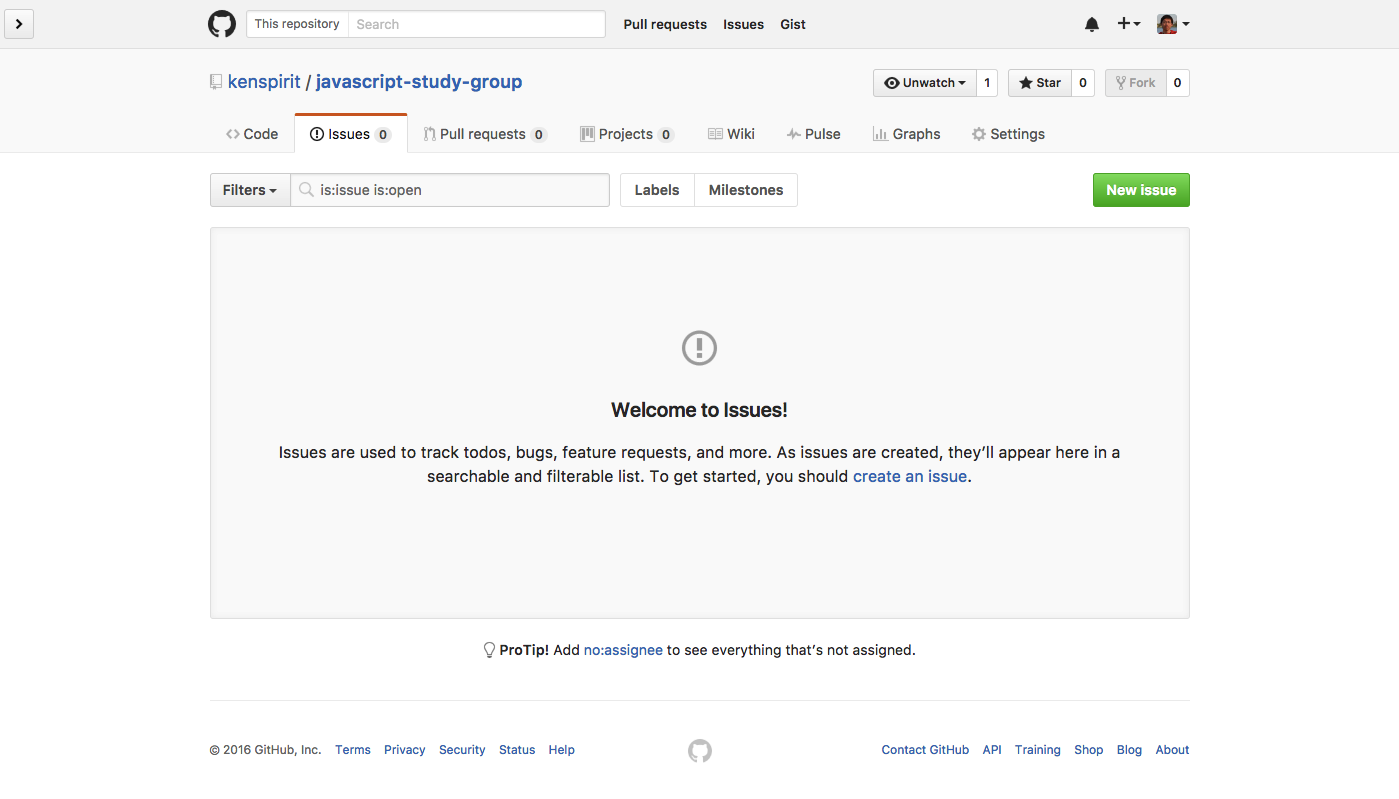 This repository Search Pull requests Issues Gist
kenspirit / javascript-study-group Unwatch 1 Star 0 Fork 0
Code Issues 0 Pull requests 0 Projects 0 Wiki Pulse Graphs Settings
Filters is:issue is:open Labels Milestones New issue
Welcome to Issues!
Issues are used to track todos, bugs, feature requests, and more. As issues are created, they’ll appear here in a
searchable and filterable list. To get started, you should create an issue.
ProTip! Add no:assignee to see everything that’s not assigned.
© 2016 GitHub, Inc. Terms Privacy Security Status Help Contact GitHub API Training Shop Blog About